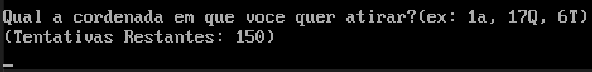 Qual a cordenada em que voce quer atirar?(ex: 1a, 17Q, 6T)
(Tentativas Restantes: 150)